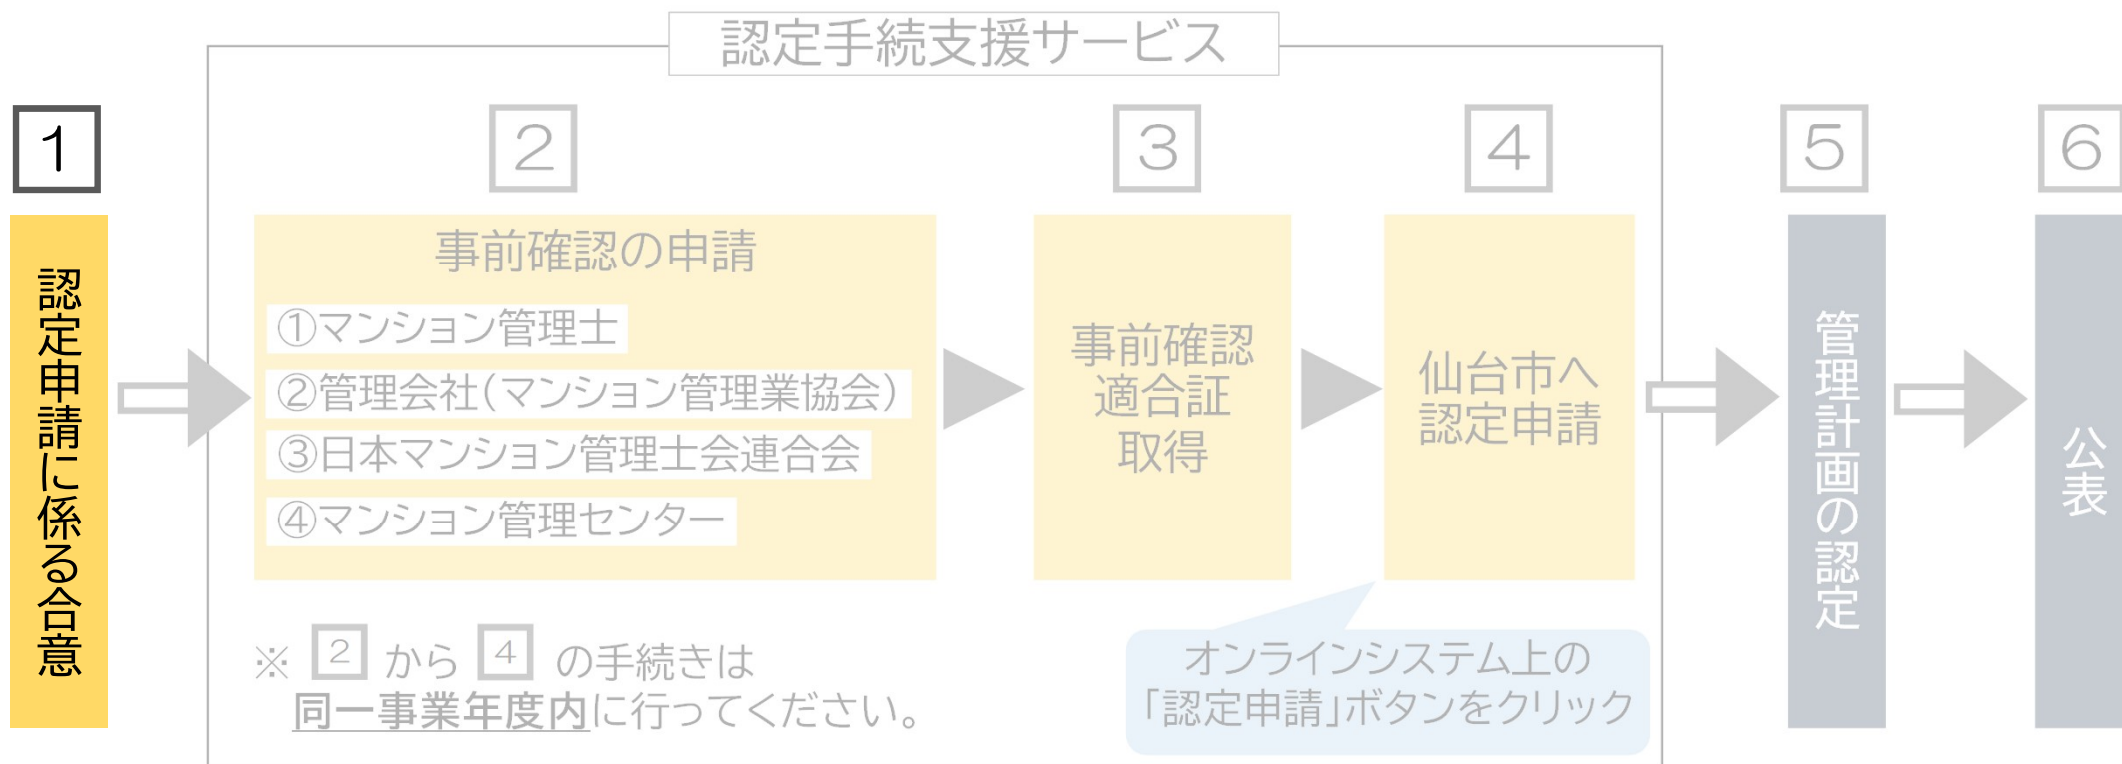 認定手続支援サービス
1
認定申請に係る合意
2
事前確認の申請
①マンション管理士
②管理会社(マンション管理業協会)
③日本マンション管理士会連合会
④マンション管理センター
3
事前確認
適合証
取得
4
仙台市へ
認定申請
5
管理計画の認定
6
公表
※ 2 から 4 の手続きは
同一事業年度内に行ってください。
オンラインシステム上の
「認定申請」ボタンをクリック